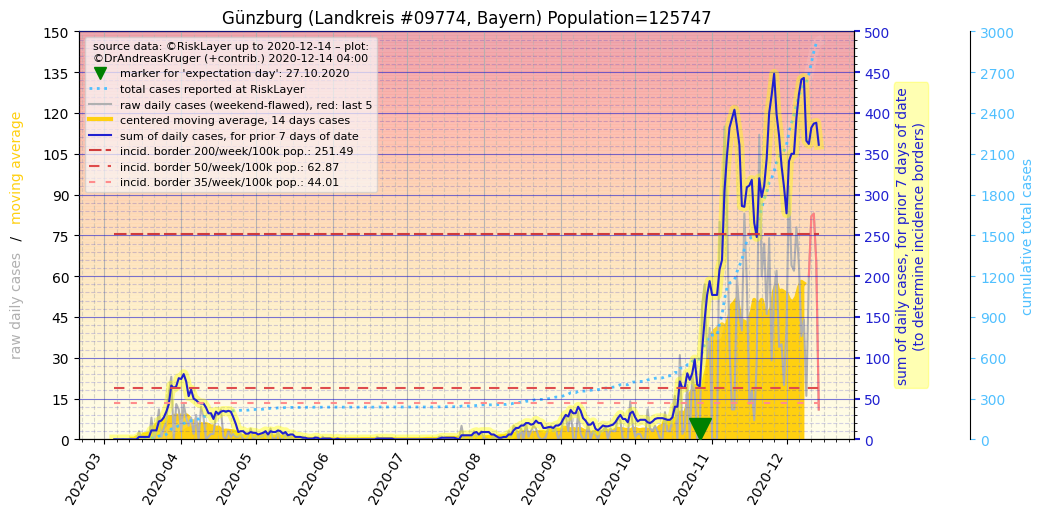 Günzburg (Landkreis #09774, Bayern) Population=125747
source data: ©RiskLayer up to 2020-12-14 – plot:
©DrAndreasKruger (+contrib.) 2020-12-14 04:00
marker for 'expectation day': 27.10.2020
total cases reported at RiskLayer
raw daily cases (weekend-flawed), red: last 5
centered moving average, 14 days cases
sum of daily cases, for prior 7 days of date
incid. border 200/week/100k pop.: 251.49
incid. border 50/week/100k pop.: 62.87
incid. border 35/week/100k pop.: 44.01
raw daily cases / moving average
150
135
120
105
90
75
60
45
30
15
0
500
450
400
350
300
250
200
150
100
50
0
sum of daily cases, for prior 7 days of date
(to determine incidence borders)
3000
2700
2400
2100
1800
1500
1200
900
600
300
0
cumulative total cases
2020-03
2020-04
2020-05
2020-06
2020-07
2020-08
2020-09
2020-10
2020-11
2020-12